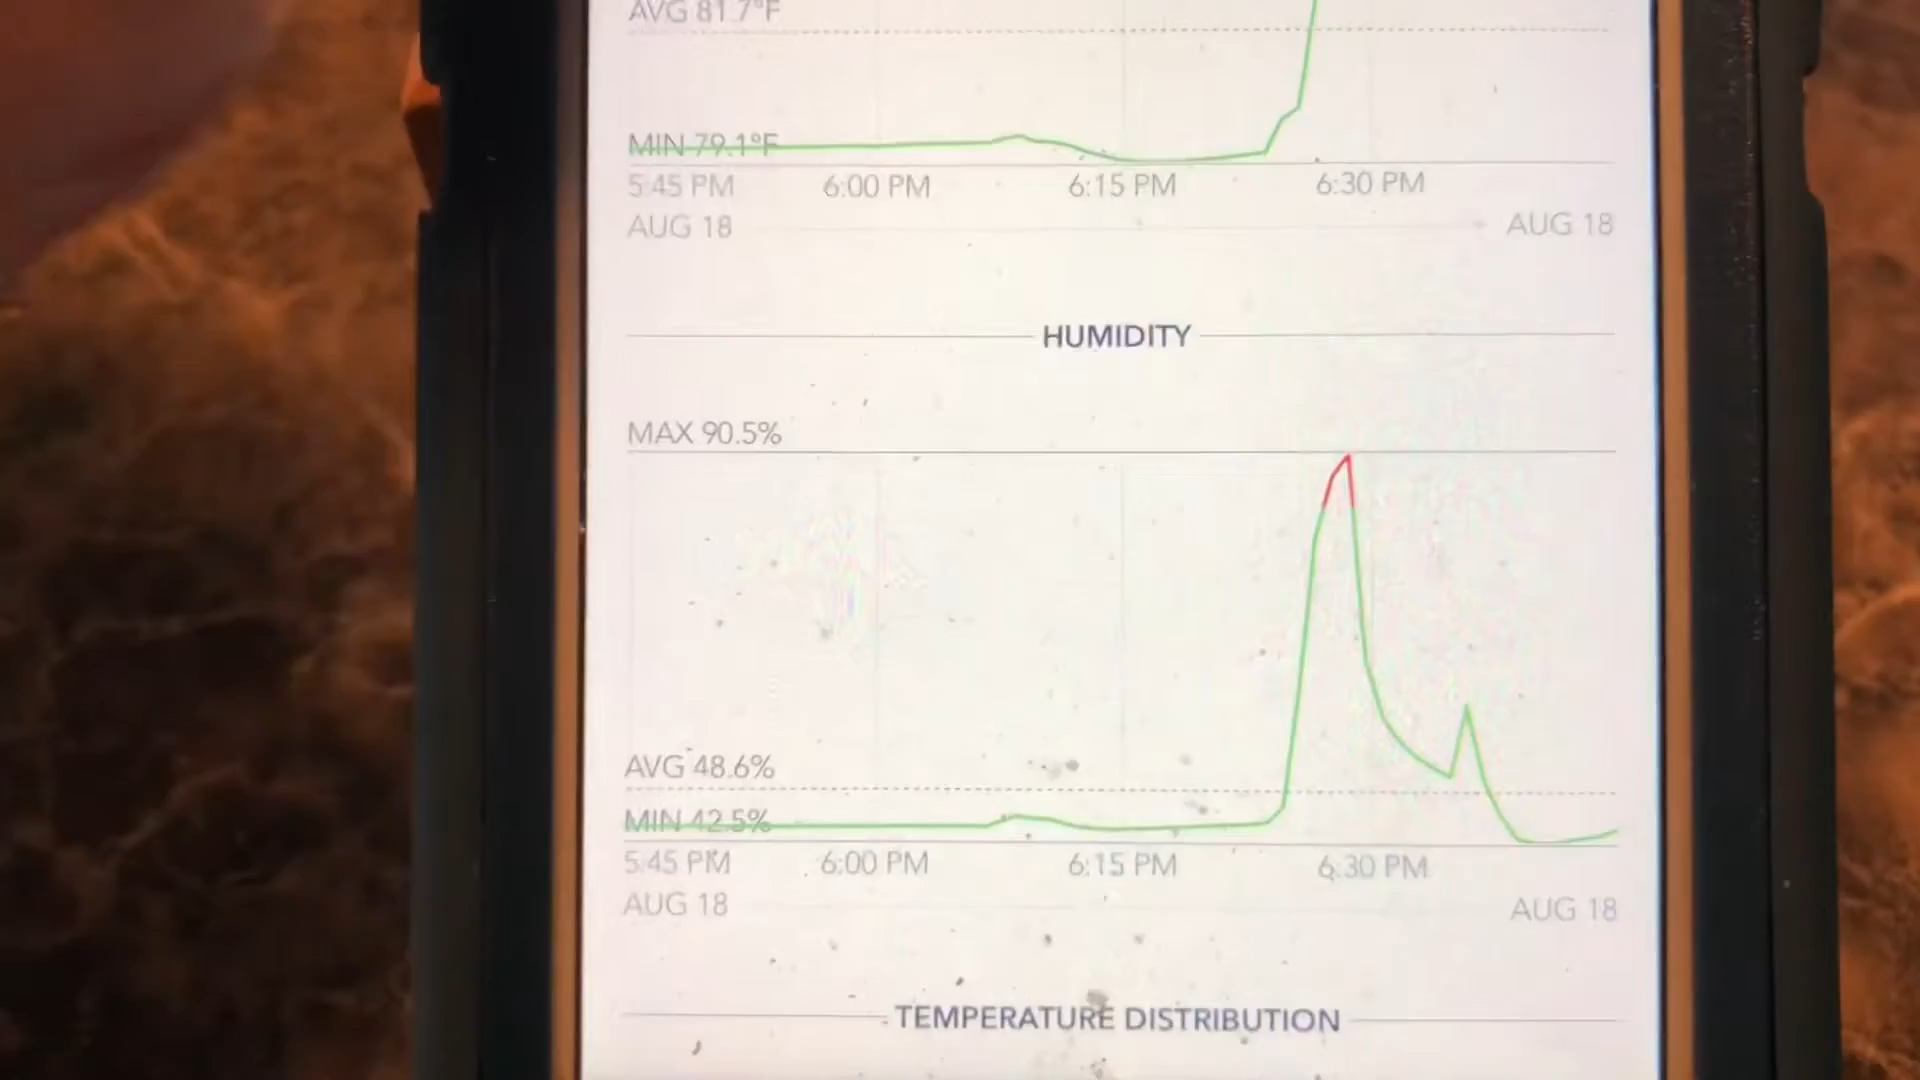 AVG 81.7°F
MIN 79.1°F
5:45 PM 6:00 PM 6:15 PM 6:30 PM
AUG 18 AUG 18
HUMIDITY
MAX 90.5%
AVG 48.6%
MIN 42.5%
5:45 PM 6:00 PM 6:15 PM 6:30 PM
AUG 18 AUG 18
TEMPERATURE DISTRIBUTION